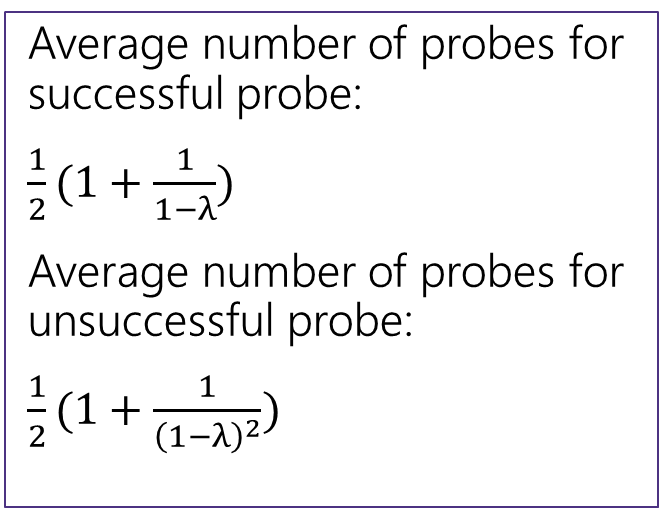 Average number of probes for
successful probe:
½(1 + 1/(1−λ))
Average number of probes for
unsuccessful probe:
½(1 + 1/(1−λ)²)